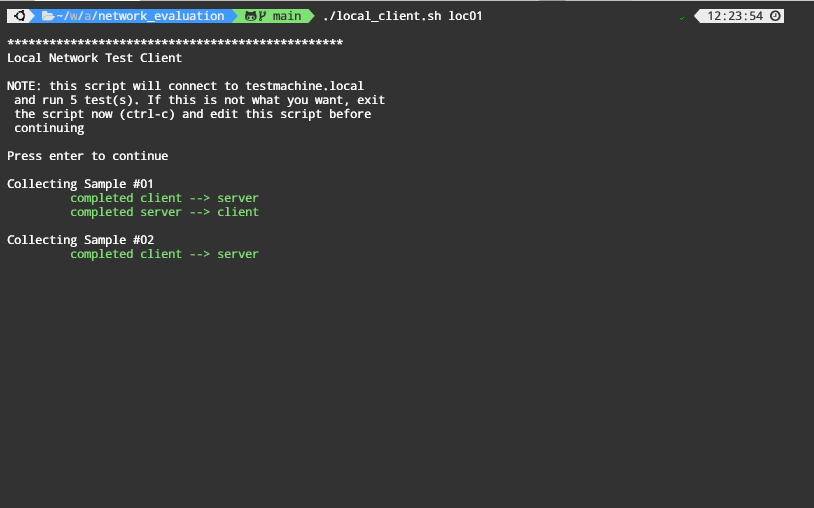 ~/w/a/network_evaluation main ./local_client.sh loc01 12:23:54
************************************************
Local Network Test Client
NOTE: this script will connect to testmachine.local
and run 5 test(s). If this is not what you want, exit
the script now (ctrl-c) and edit this script before
continuing
Press enter to continue
Collecting Sample #01
completed client --> server
completed server --> client
Collecting Sample #02
completed client --> server